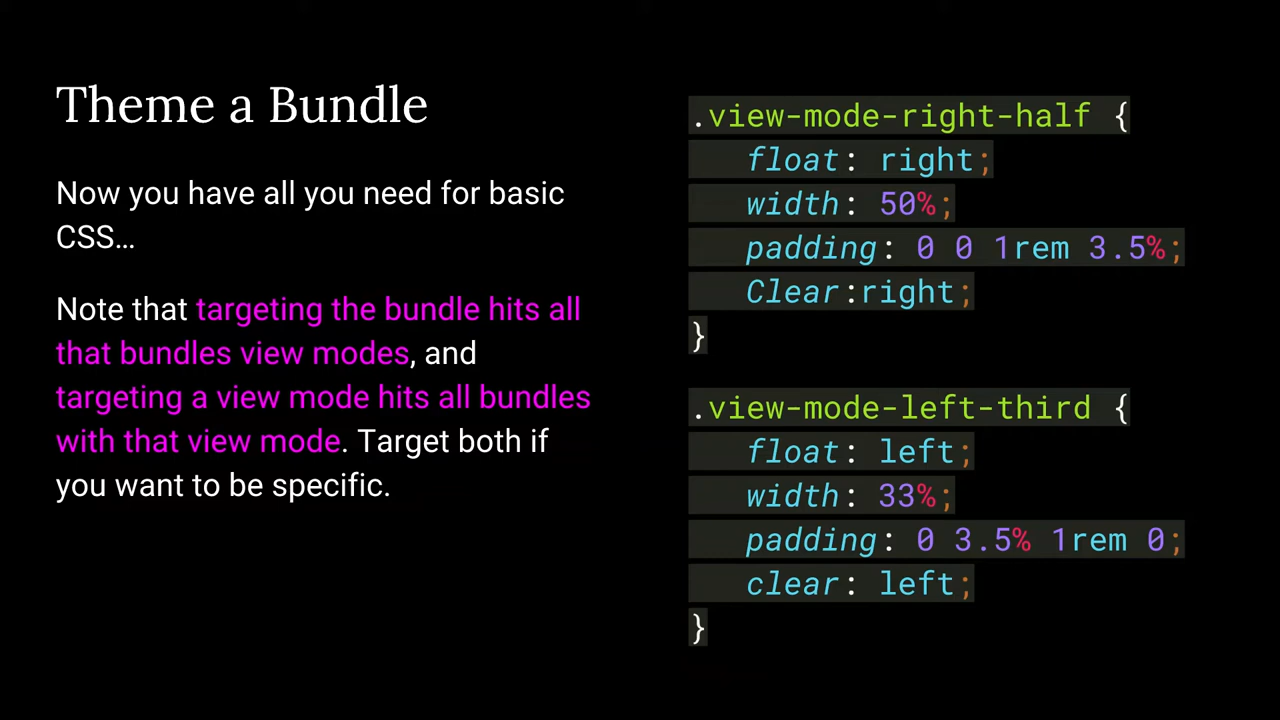 Theme a Bundle
Now you have all you need for basic
CSS…
Note that targeting the bundle hits all
that bundles view modes, and
targeting a view mode hits all bundles
with that view mode. Target both if
you want to be specific.
.view-mode-right-half {
float: right;
width: 50%;
padding: 0 0 1rem 3.5%;
Clear:right;
}
.view-mode-left-third {
float: left;
width: 33%;
padding: 0 3.5% 1rem 0;
clear: left;
}